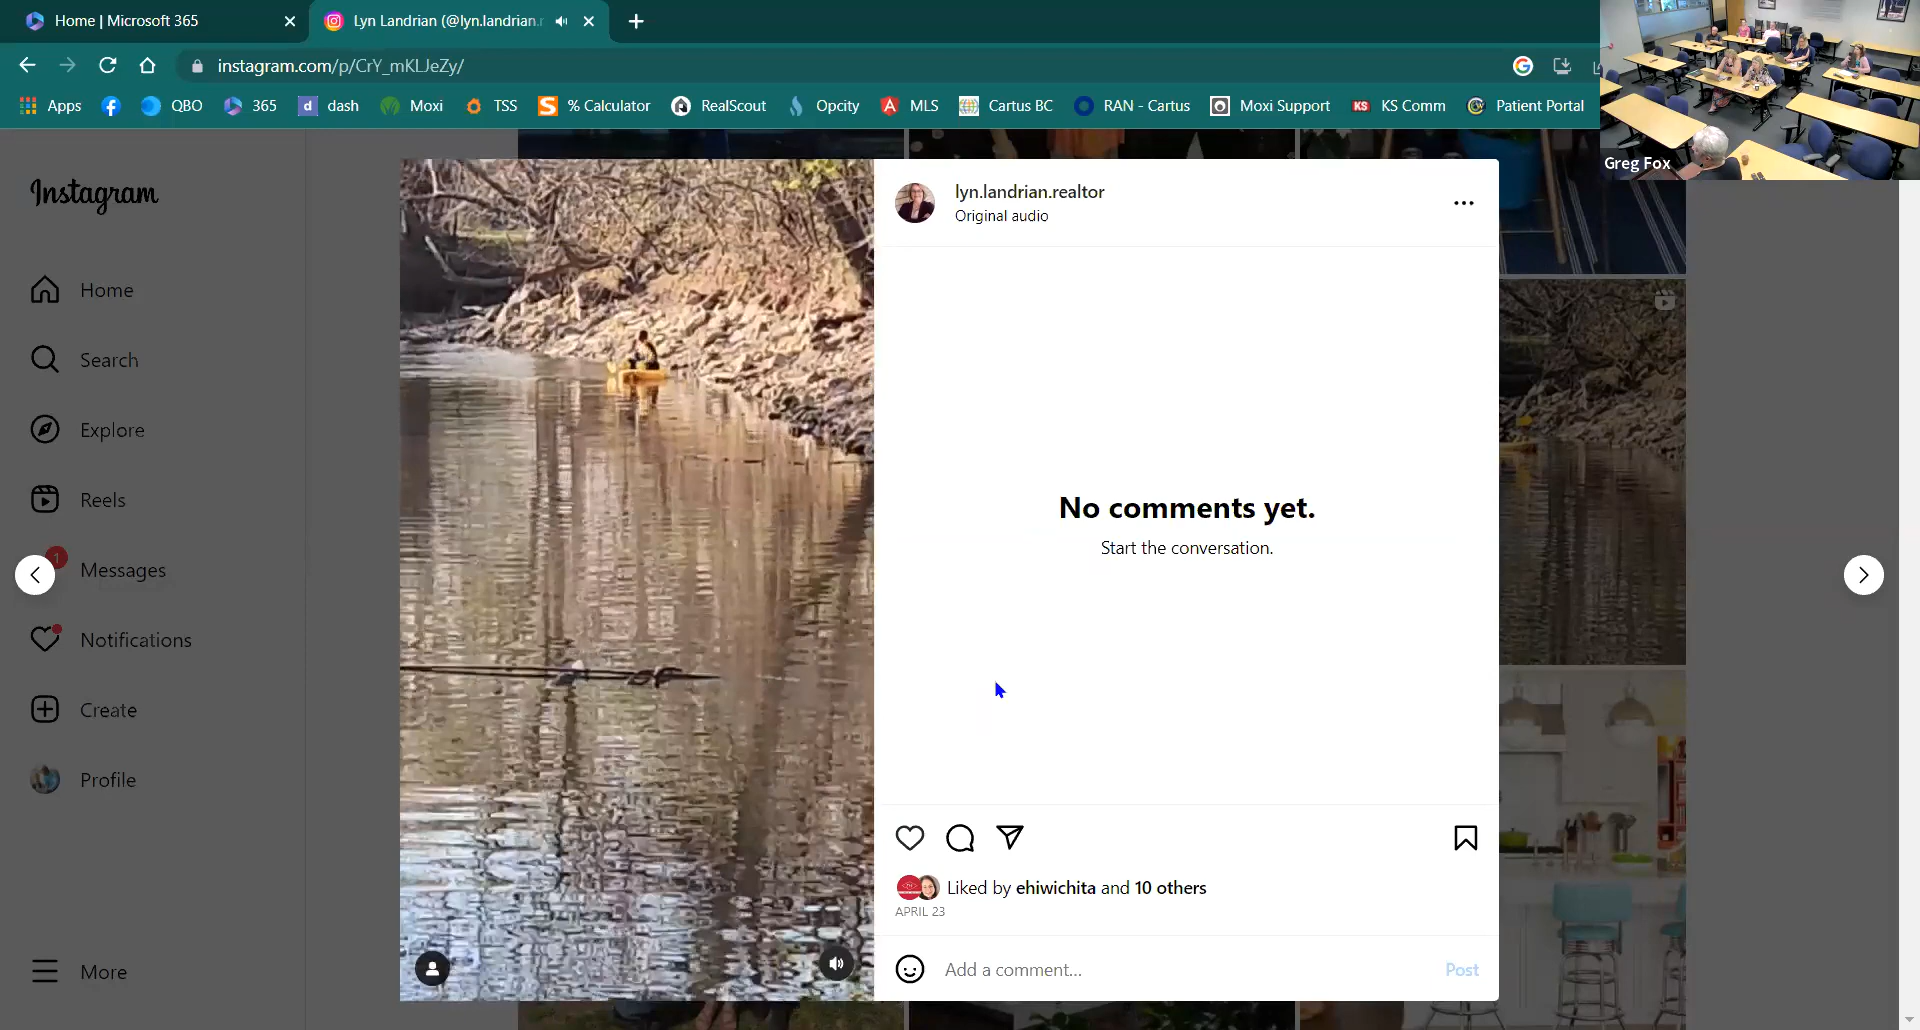 Home | Microsoft 365
Lyn Landrian (@lyn.landrian.r
instagram.com/p/CrY_mKLJeZy/
Apps
QBO
365
d dash
Moxi
TSS
S % Calculator
RealScout
Opcity
MLS
Cartus BC
RAN - Cartus
Moxi Support
KS KS Comm
Patient Portal
Greg Fox
Instagram
Home
Search
Explore
Reels
1
Messages
Notifications
Create
Profile
More
lyn.landrian.realtor
Original audio
No comments yet.
Start the conversation.
Liked by ehiwichita and 10 others
APRIL 23
Add a comment...
Post